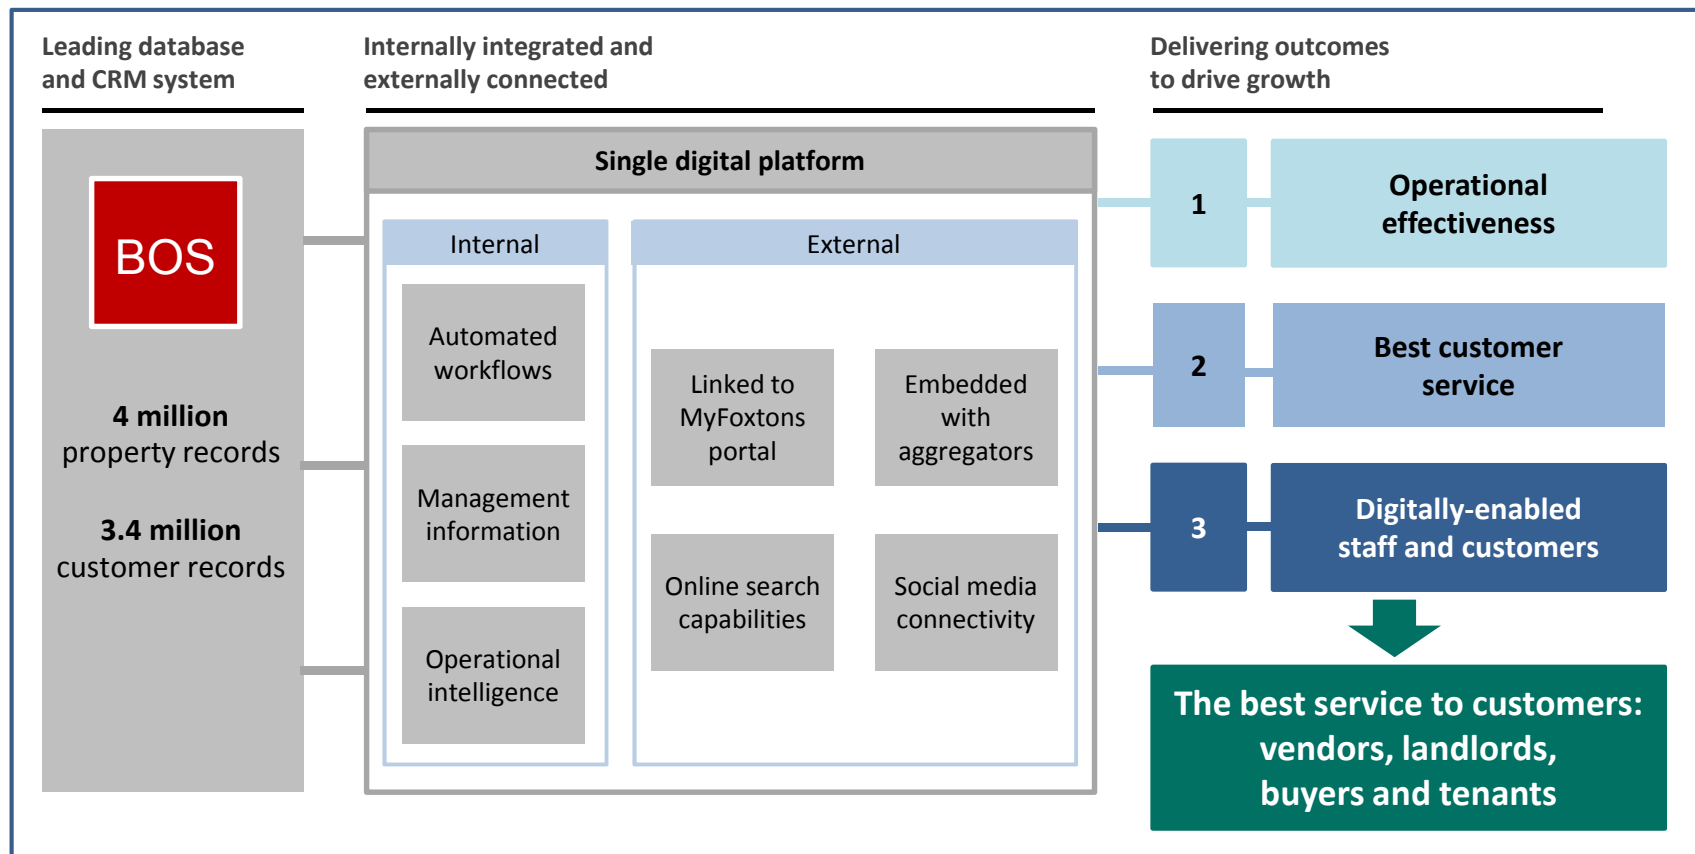 Leading database
and CRM system
Internally integrated and
externally connected
Delivering outcomes
to drive growth
BOS
4 million
property records
3.4 million
customer records
Single digital platform
Internal
Automated
workflows
Management
information
Operational
intelligence
External
Linked to
MyFoxtons
portal
Embedded
with
aggregators
Online search
capabilities
Social media
connectivity
1
Operational
effectiveness
2
Best customer
service
3
Digitally-enabled
staff and customers
The best service to customers:
vendors, landlords,
buyers and tenants